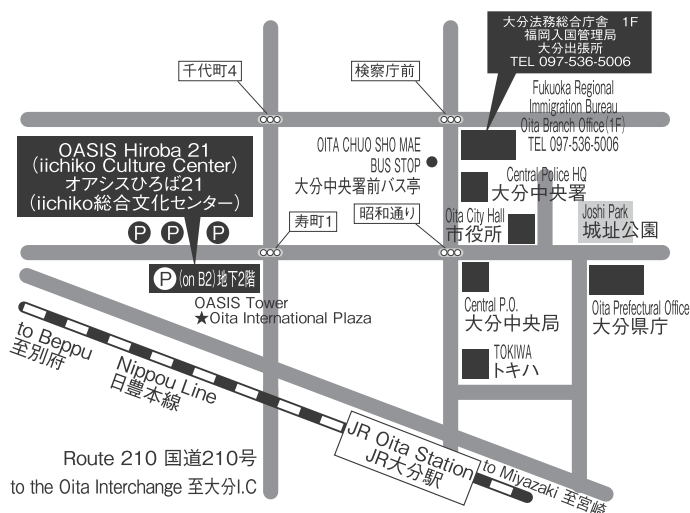 大分法務総合庁舎　1F
福岡入国管理局
大分出張所
TEL 097-536-5006
千代町4
検察庁前
Fukuoka Regional
Immigration Bureau
Oita Branch Office(1F)
TEL 097-536-5006
OASIS Hiroba 21
(iichiko Culture Center)
オアシスひろば21
(iichiko総合文化センター)
OITA CHUO SHO MAE
BUS STOP
大分中央署前バス亭
Central Police HQ
大分中央署
P P P
寿町1
昭和通り
Oita City Hall
市役所
Joshi Park
城址公園
P (on B2)地下2階
OASIS Tower
★Oita International Plaza
Central P.O.
大分中央局
Oita Prefectural Office
大分県庁
to Beppu
至別府
Nippou Line
日豊本線
TOKIWA
トキハ
JR Oita Station
JR大分駅
to Miyazaki 至宮崎
Route 210 国道210号
to the Oita Interchange 至大分I.C